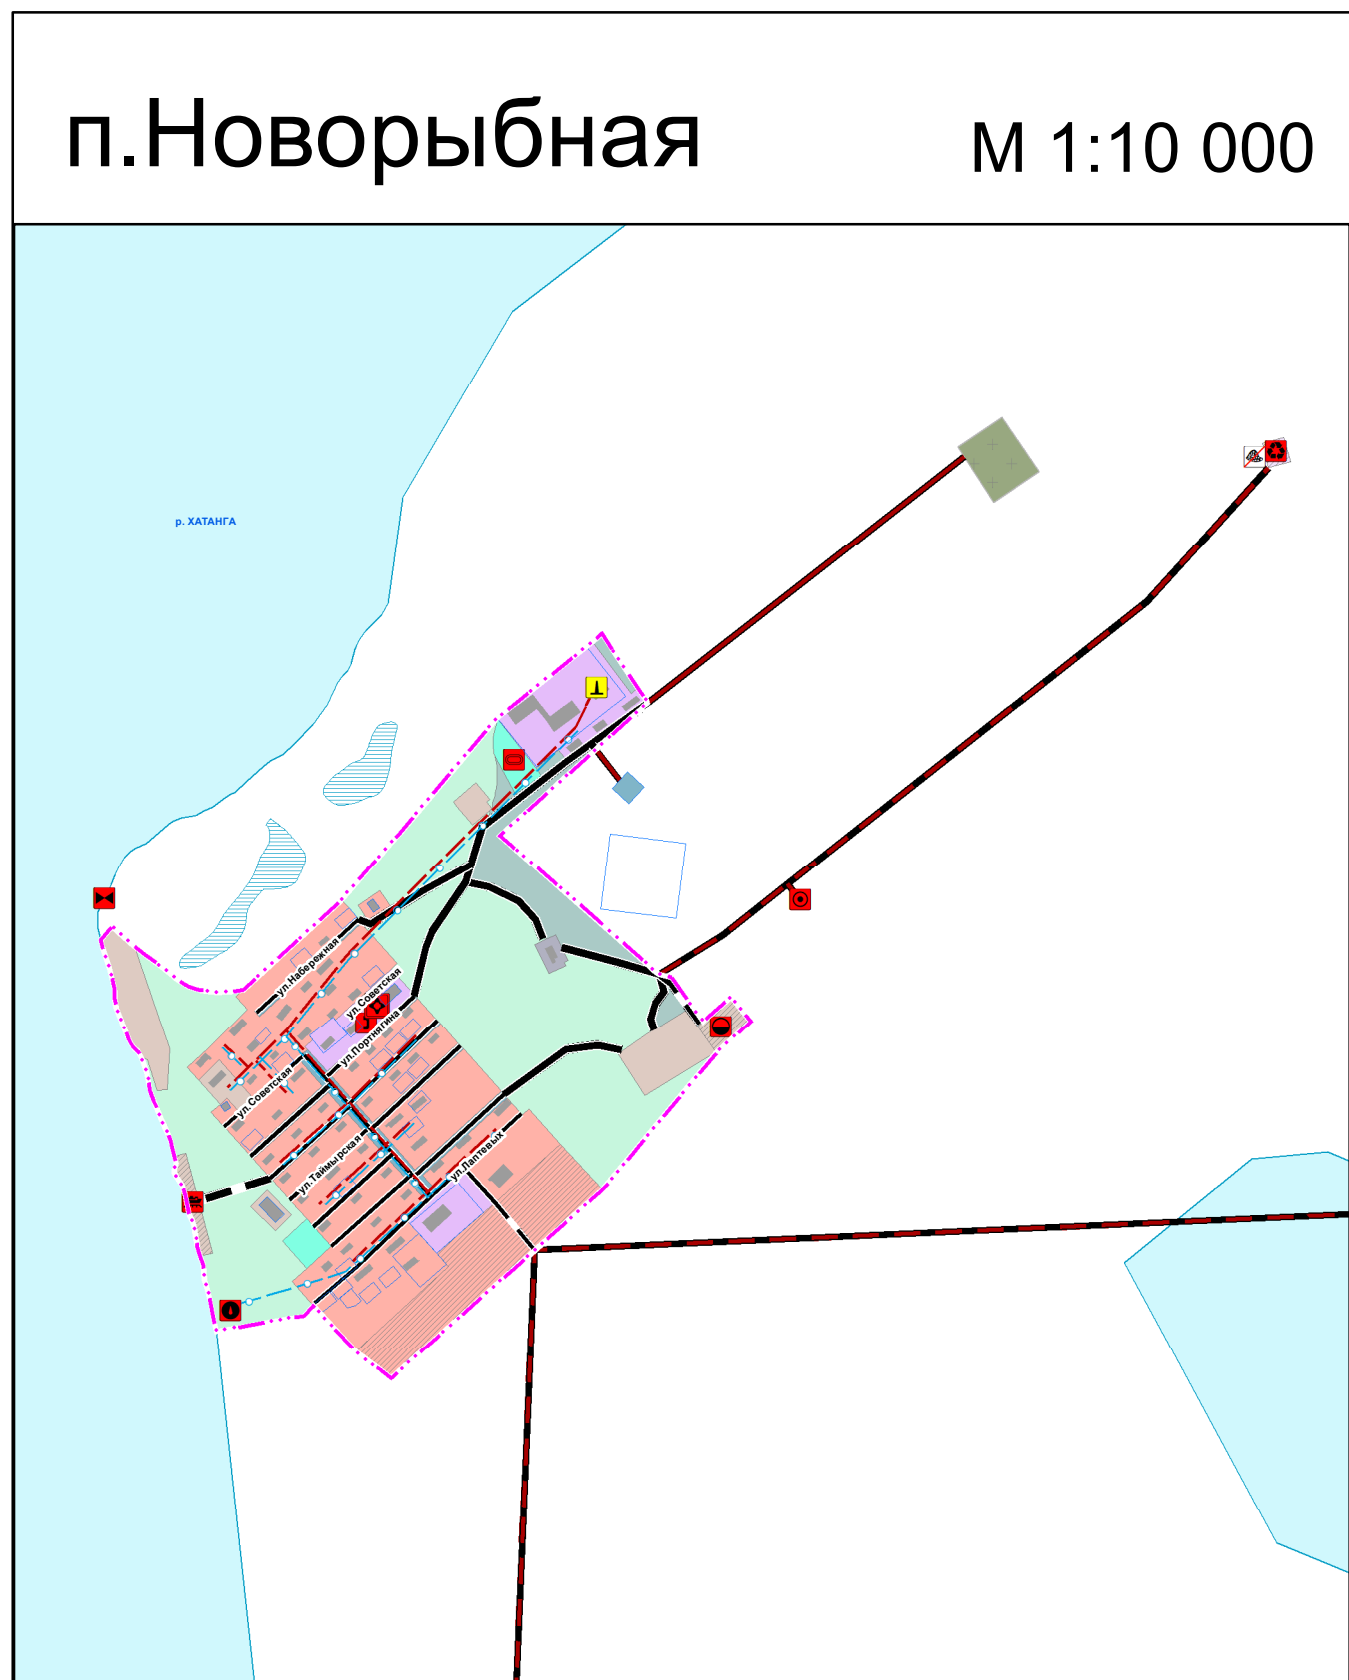 п.Новорыбная
М 1:10 000
р. ХАТАНГА
ул.Набережная
ул.Советская
ул.Портнягина
ул.Советская
ул.Таймырская
ул.Лаптевых